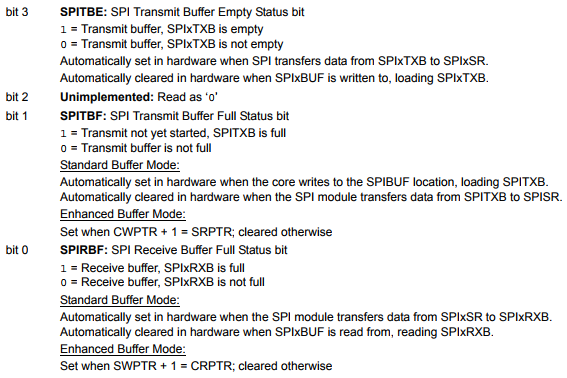 bit 3 SPITBE: SPI Transmit Buffer Empty Status bit
1 = Transmit buffer, SPIxTXB is empty
0 = Transmit buffer, SPIxTXB is not empty
Automatically set in hardware when SPI transfers data from SPIxTXB to SPIxSR.
Automatically cleared in hardware when SPIxBUF is written to, loading SPIxTXB.
bit 2 Unimplemented: Read as ‘0’
bit 1 SPITBF: SPI Transmit Buffer Full Status bit
1 = Transmit not yet started, SPITXB is full
0 = Transmit buffer is not full
Standard Buffer Mode:
Automatically set in hardware when the core writes to the SPIBUF location, loading SPITXB.
Automatically cleared in hardware when the SPI module transfers data from SPITXB to SPISR.
Enhanced Buffer Mode:
Set when CWPTR + 1 = SRPTR; cleared otherwise
bit 0 SPIRBF: SPI Receive Buffer Full Status bit
1 = Receive buffer, SPIxRXB is full
0 = Receive buffer, SPIxRXB is not full
Standard Buffer Mode:
Automatically set in hardware when the SPI module transfers data from SPIxSR to SPIxRXB.
Automatically cleared in hardware when SPIxBUF is read from, reading SPIxRXB.
Enhanced Buffer Mode:
Set when SWPTR + 1 = CRPTR; cleared otherwise